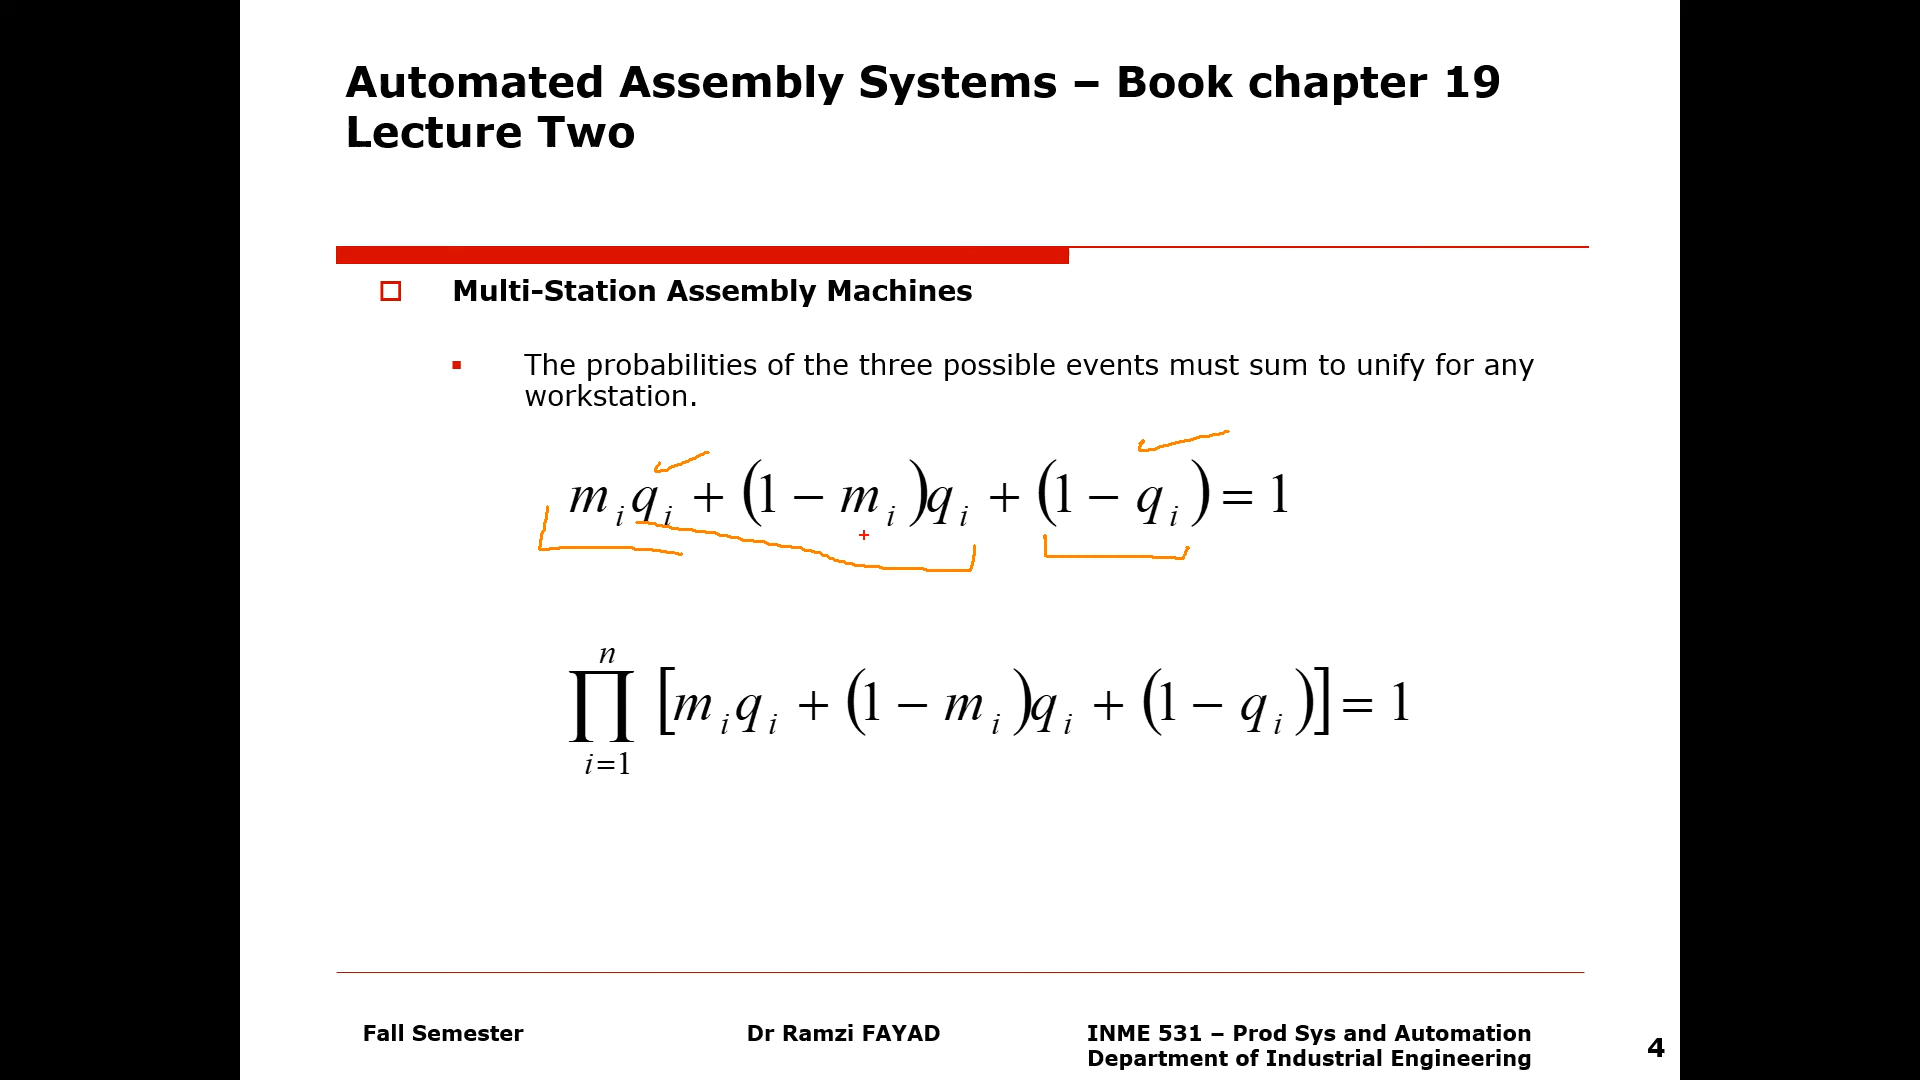 Automated Assembly Systems – Book chapter 19
Lecture Two
Multi-Station Assembly Machines
The probabilities of the three possible events must sum to unify for any
workstation.
m_i q_i + (1 − m_i) q_i + (1 − q_i) = 1
∏_{i=1}^{n} [m_i q_i + (1 − m_i) q_i + (1 − q_i)] = 1
Fall Semester
Dr Ramzi FAYAD
INME 531 – Prod Sys and Automation
Department of Industrial Engineering
4